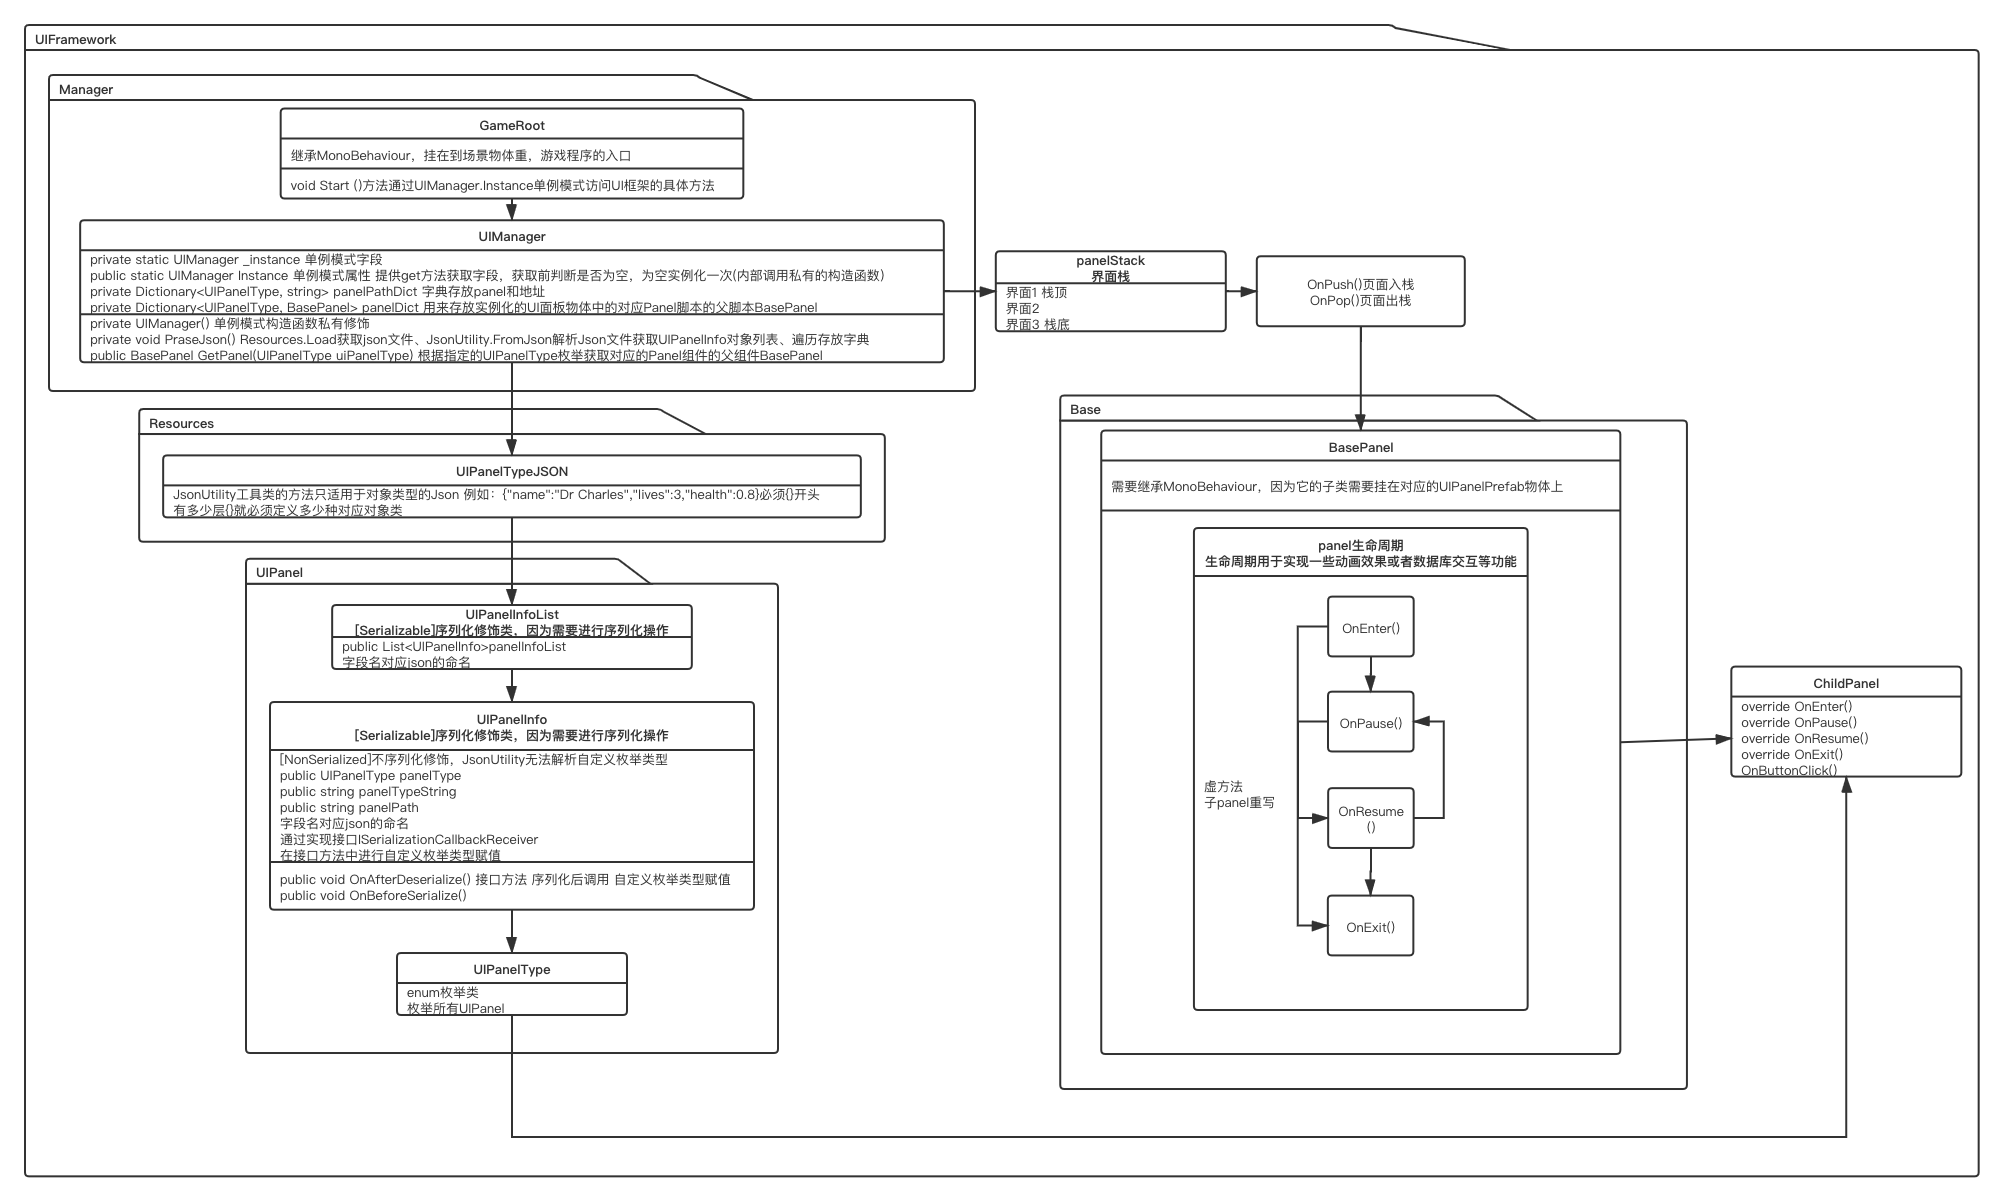 UIFramework
Manager
GameRoot
继承MonoBehaviour，挂在到场景物体重，游戏程序的入口
void Start ()方法通过UIManager.Instance单例模式访问UI框架的具体方法
UIManager
private static UIManager _instance 单例模式字段
public static UIManager Instance 单例模式属性 提供get方法获取字段，获取前判断是否为空，为空实例化一次(内部调用私有的构造函数)
private Dictionary<UIPanelType, string> panelPathDict 字典存放panel和地址
private Dictionary<UIPanelType, BasePanel> panelDict 用来存放实例化的UI面板物体中的对应Panel脚本的父脚本BasePanel
private UIManager() 单例模式构造函数私有修饰
private void PraseJson() Resources.Load获取json文件、JsonUtility.FromJson解析Json文件获取UIPanelInfo对象列表、遍历存放字典
public BasePanel GetPanel(UIPanelType uiPanelType) 根据指定的UIPanelType枚举获取对应的Panel组件的父组件BasePanel
panelStack
界面栈
界面1 栈顶
界面2
界面3 栈底
OnPush()页面入栈
OnPop()页面出栈
Resources
UIPanelTypeJSON
JsonUtility工具类的方法只适用于对象类型的Json 例如：{"name":"Dr Charles","lives":3,"health":0.8}必须{}开头
有多少层{}就必须定义多少种对应对象类
UIPanel
UIPanelInfoList
[Serializable]序列化修饰类，因为需要进行序列化操作
public List<UIPanelInfo>panelInfoList
字段名对应json的命名
UIPanelInfo
[Serializable]序列化修饰类，因为需要进行序列化操作
[NonSerialized]不序列化修饰，JsonUtility无法解析自定义枚举类型
public UIPanelType panelType
public string panelTypeString
public string panelPath
字段名对应json的命名
通过实现接口ISerializationCallbackReceiver
在接口方法中进行自定义枚举类型赋值
public void OnAfterDeserialize() 接口方法 序列化后调用 自定义枚举类型赋值
public void OnBeforeSerialize()
UIPanelType
enum枚举类
枚举所有UIPanel
Base
BasePanel
需要继承MonoBehaviour，因为它的子类需要挂在对应的UIPanelPrefab物体上
panel生命周期
生命周期用于实现一些动画效果或者数据库交互等功能
OnEnter()
OnPause()
虚方法
子panel重写
OnResume
()
OnExit()
ChildPanel
override OnEnter()
override OnPause()
override OnResume()
override OnExit()
OnButtonClick()